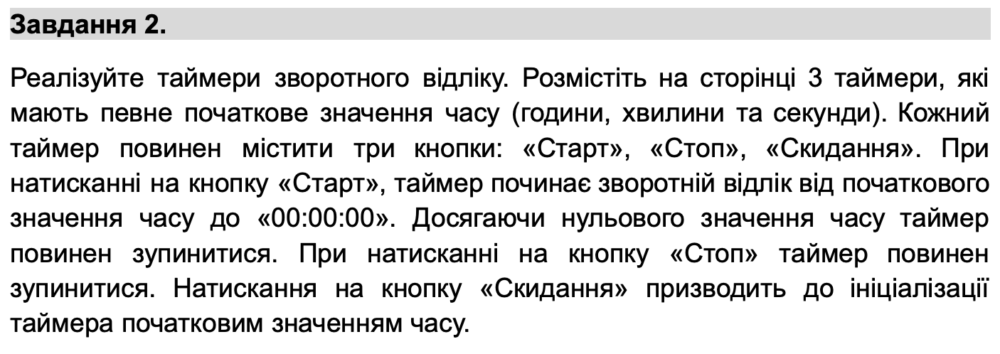 Завдання 2.
Реалізуйте таймери зворотного відліку. Розмістіть на сторінці 3 таймери, які
мають певне початкове значення часу (години, хвилини та секунди). Кожний
таймер повинен містити три кнопки: «Старт», «Стоп», «Скидання». При
натисканні на кнопку «Старт», таймер починає зворотній відлік від початкового
значення часу до «00:00:00». Досягаючи нульового значення часу таймер
повинен зупинитися. При натисканні на кнопку «Стоп» таймер повинен
зупинитися. Натискання на кнопку «Скидання» призводить до ініціалізації
таймера початковим значенням часу.